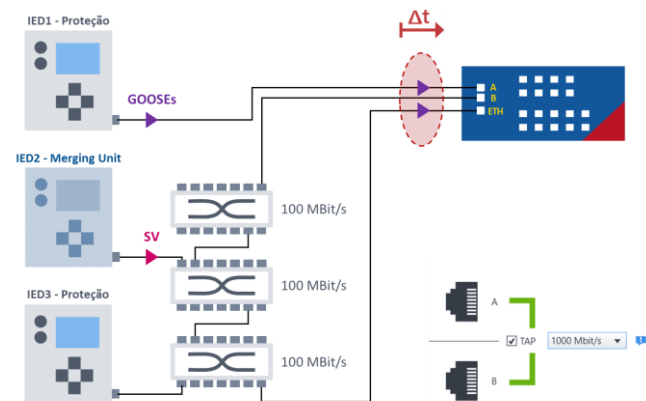 IED1 - Proteção
Δt
GOOSEs
A
B
ETH
IED2 - Merging Unit
SV
100 MBit/s
100 MBit/s
IED3 - Proteção
100 MBit/s
A
TAP
1000 Mbit/s
B